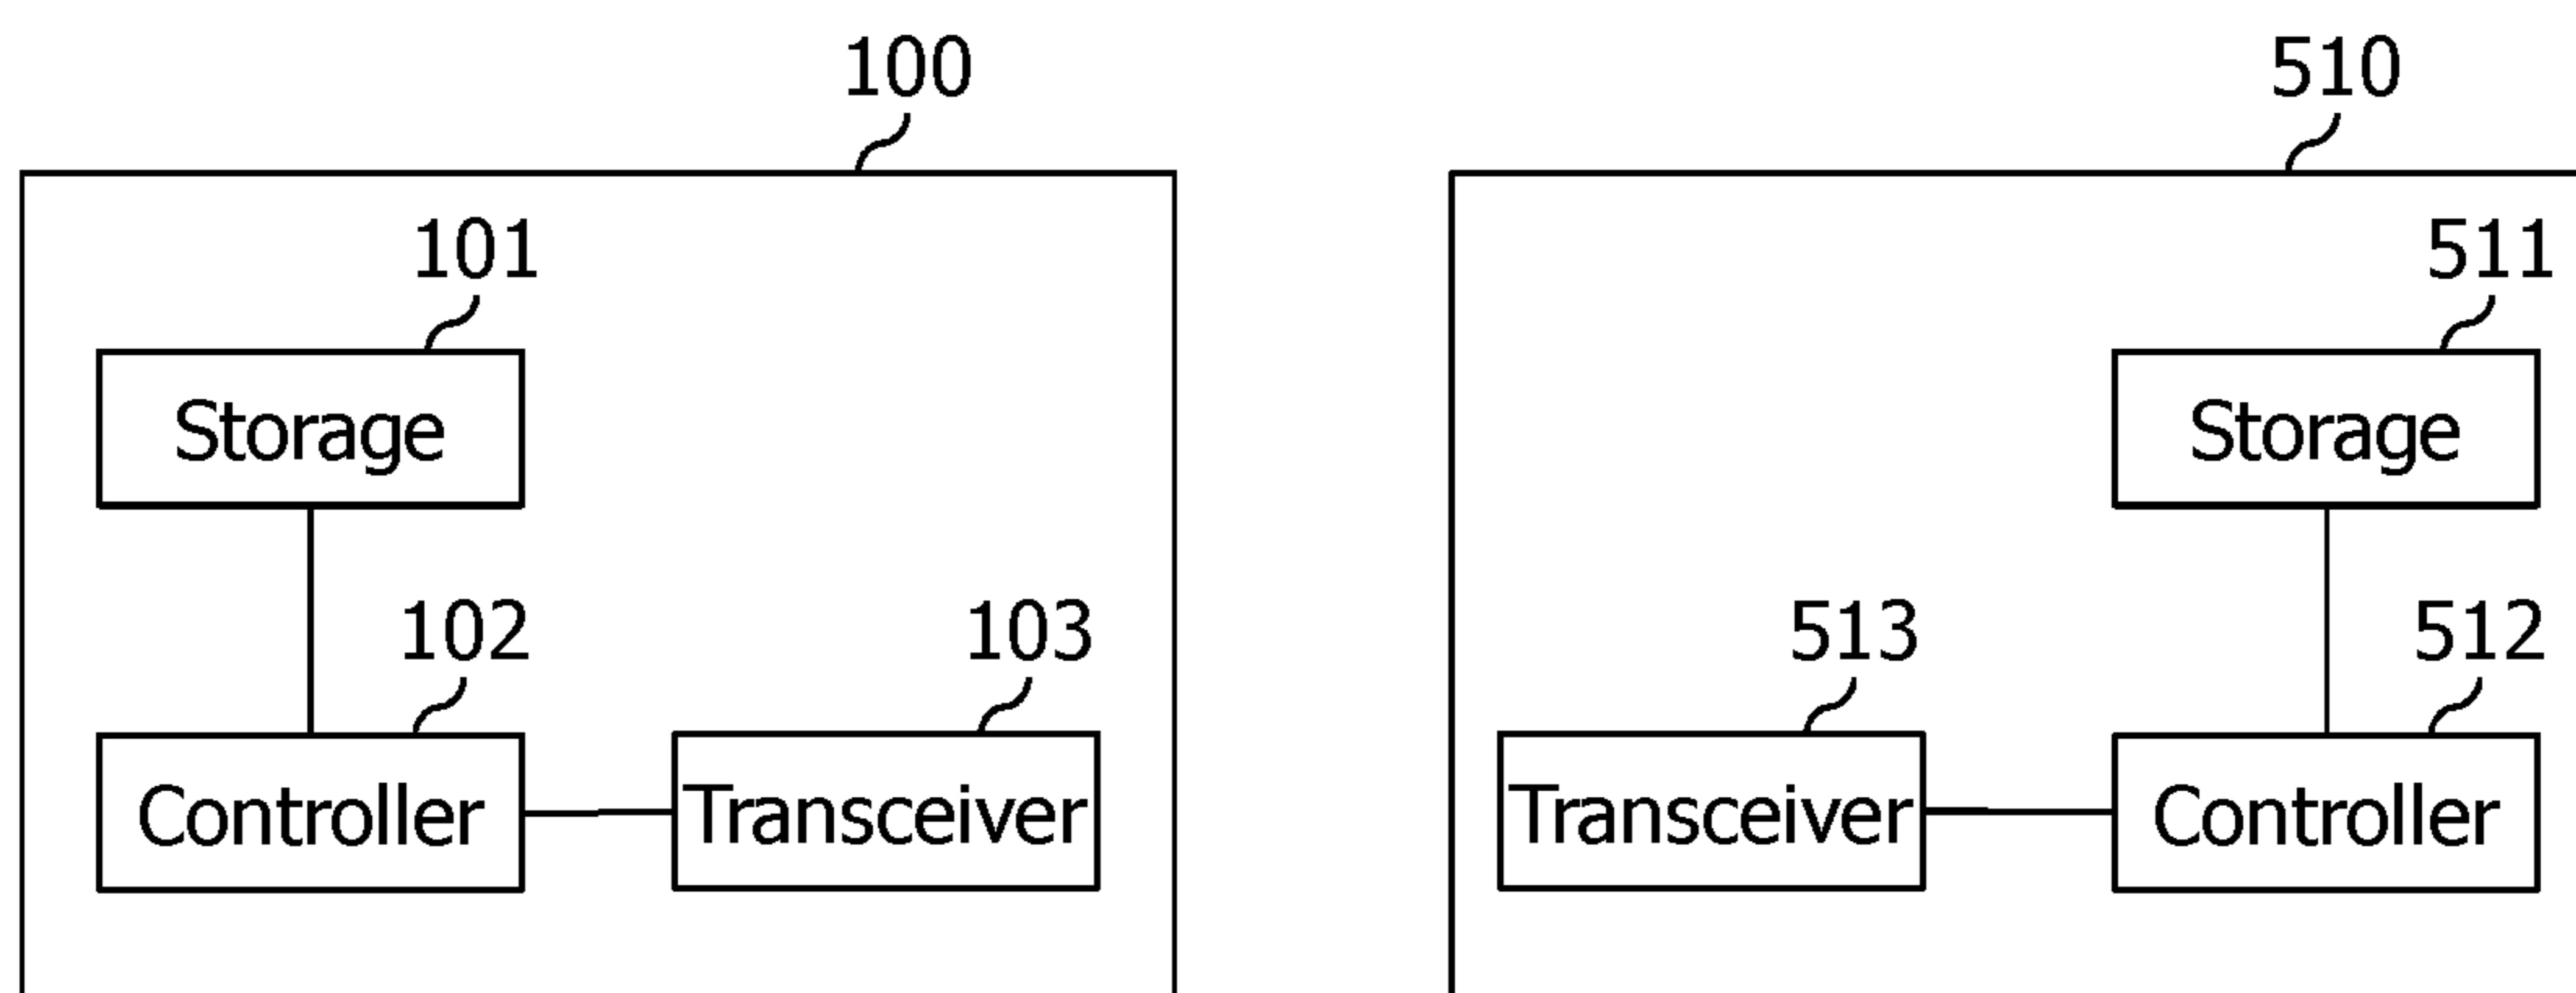 100 510
101 511
Storage Storage
102 103 513 512
Controller Transceiver Transceiver Controller